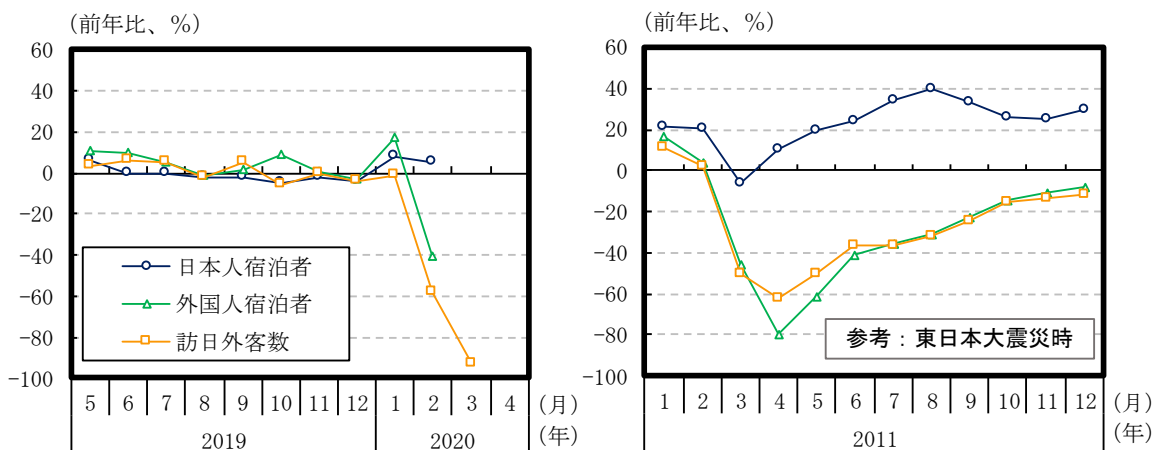 (前年比、%)
60
40
20
0
−20
−40
−60
−80
−100
日本人宿泊者
外国人宿泊者
訪日外客数
5 6 7 8 9 10 11 12 1 2 3 4 (月)
2019 2020 (年)
(前年比、%)
60
40
20
0
−20
−40
−60
−80
−100
参考：東日本大震災時
1 2 3 4 5 6 7 8 9 10 11 12 (月)
2011 (年)